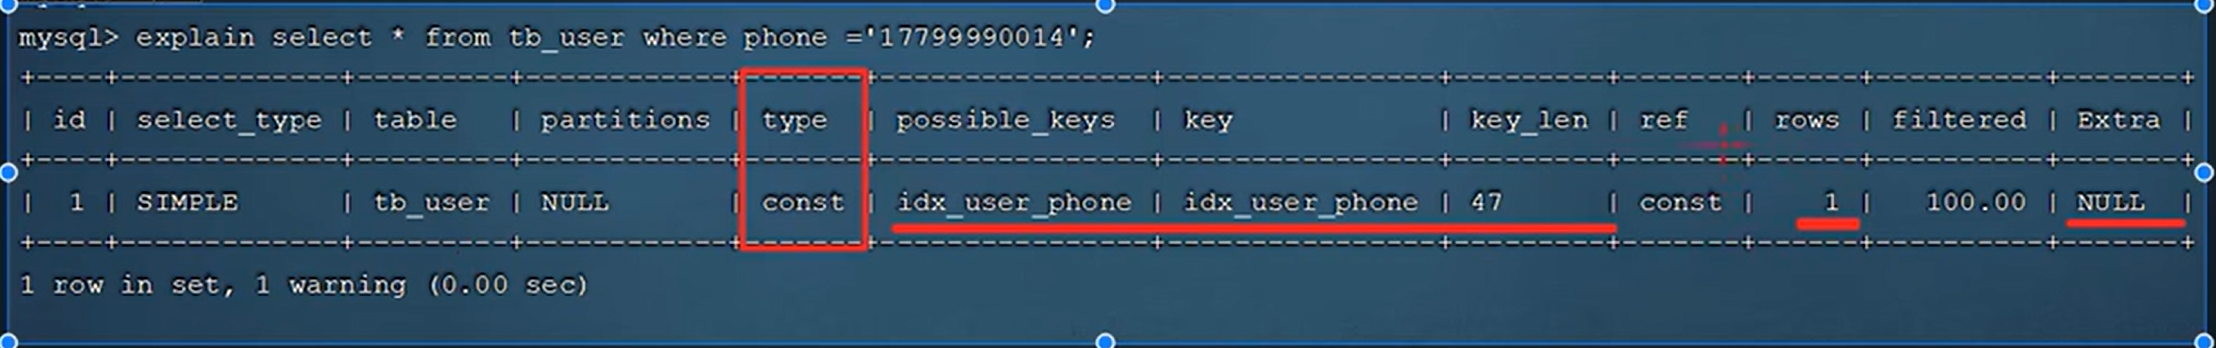 mysql> explain select * from tb_user where phone ='17799990014';
+----+-------------+---------+------------+-------+----------------+----------------+---------+-------+------+----------+-------+
| id | select_type | table   | partitions | type  | possible_keys  | key            | key_len | ref   | rows | filtered | Extra |
+----+-------------+---------+------------+-------+----------------+----------------+---------+-------+------+----------+-------+
|  1 | SIMPLE      | tb_user | NULL       | const | idx_user_phone | idx_user_phone | 47      | const |    1 |   100.00 | NULL  |
+----+-------------+---------+------------+-------+----------------+----------------+---------+-------+------+----------+-------+
1 row in set, 1 warning (0.00 sec)